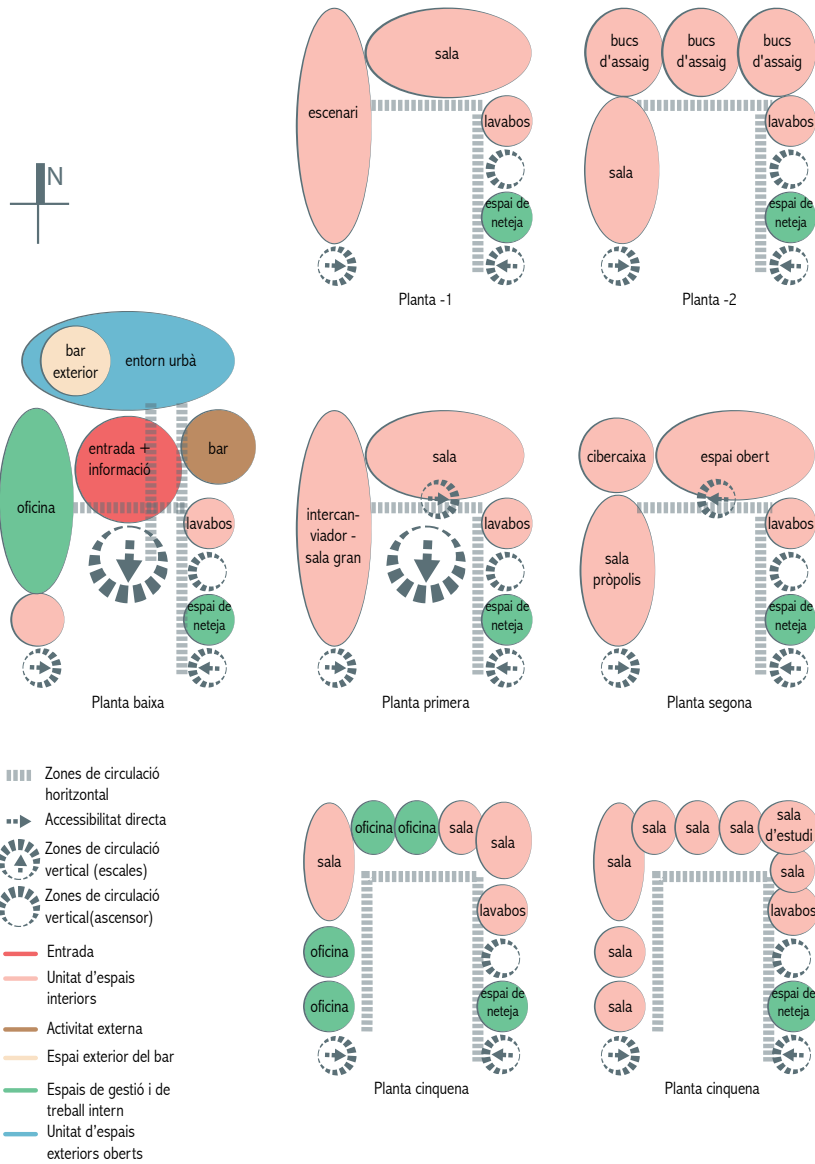 escenari
sala
lavabos
espai de
neteja
Planta -1
bucs
d'assaig
bucs
d'assaig
bucs
d'assaig
sala
lavabos
espai de
neteja
Planta -2
N
bar
exterior
entorn urbà
oficina
entrada +
informació
bar
lavabos
espai de
neteja
Planta baixa
intercan-
viador -
sala gran
sala
lavabos
espai de
neteja
Planta primera
cibercaixa
espai obert
sala
pròpolis
lavabos
espai de
neteja
Planta segona
Zones de circulació
horitzontal
Accessibilitat directa
Zones de circulació
vertical (escales)
Zones de circulació
vertical(ascensor)
Entrada
Unitat d'espais
interiors
Activitat externa
Espai exterior del bar
Espais de gestió i de
treball intern
Unitat d'espais
exteriors oberts
sala
oficina
oficina
sala
sala
lavabos
oficina
oficina
espai de
neteja
Planta cinquena
sala
sala
sala
sala
sala
d'estudi
sala
lavabos
sala
sala
espai de
neteja
Planta cinquena